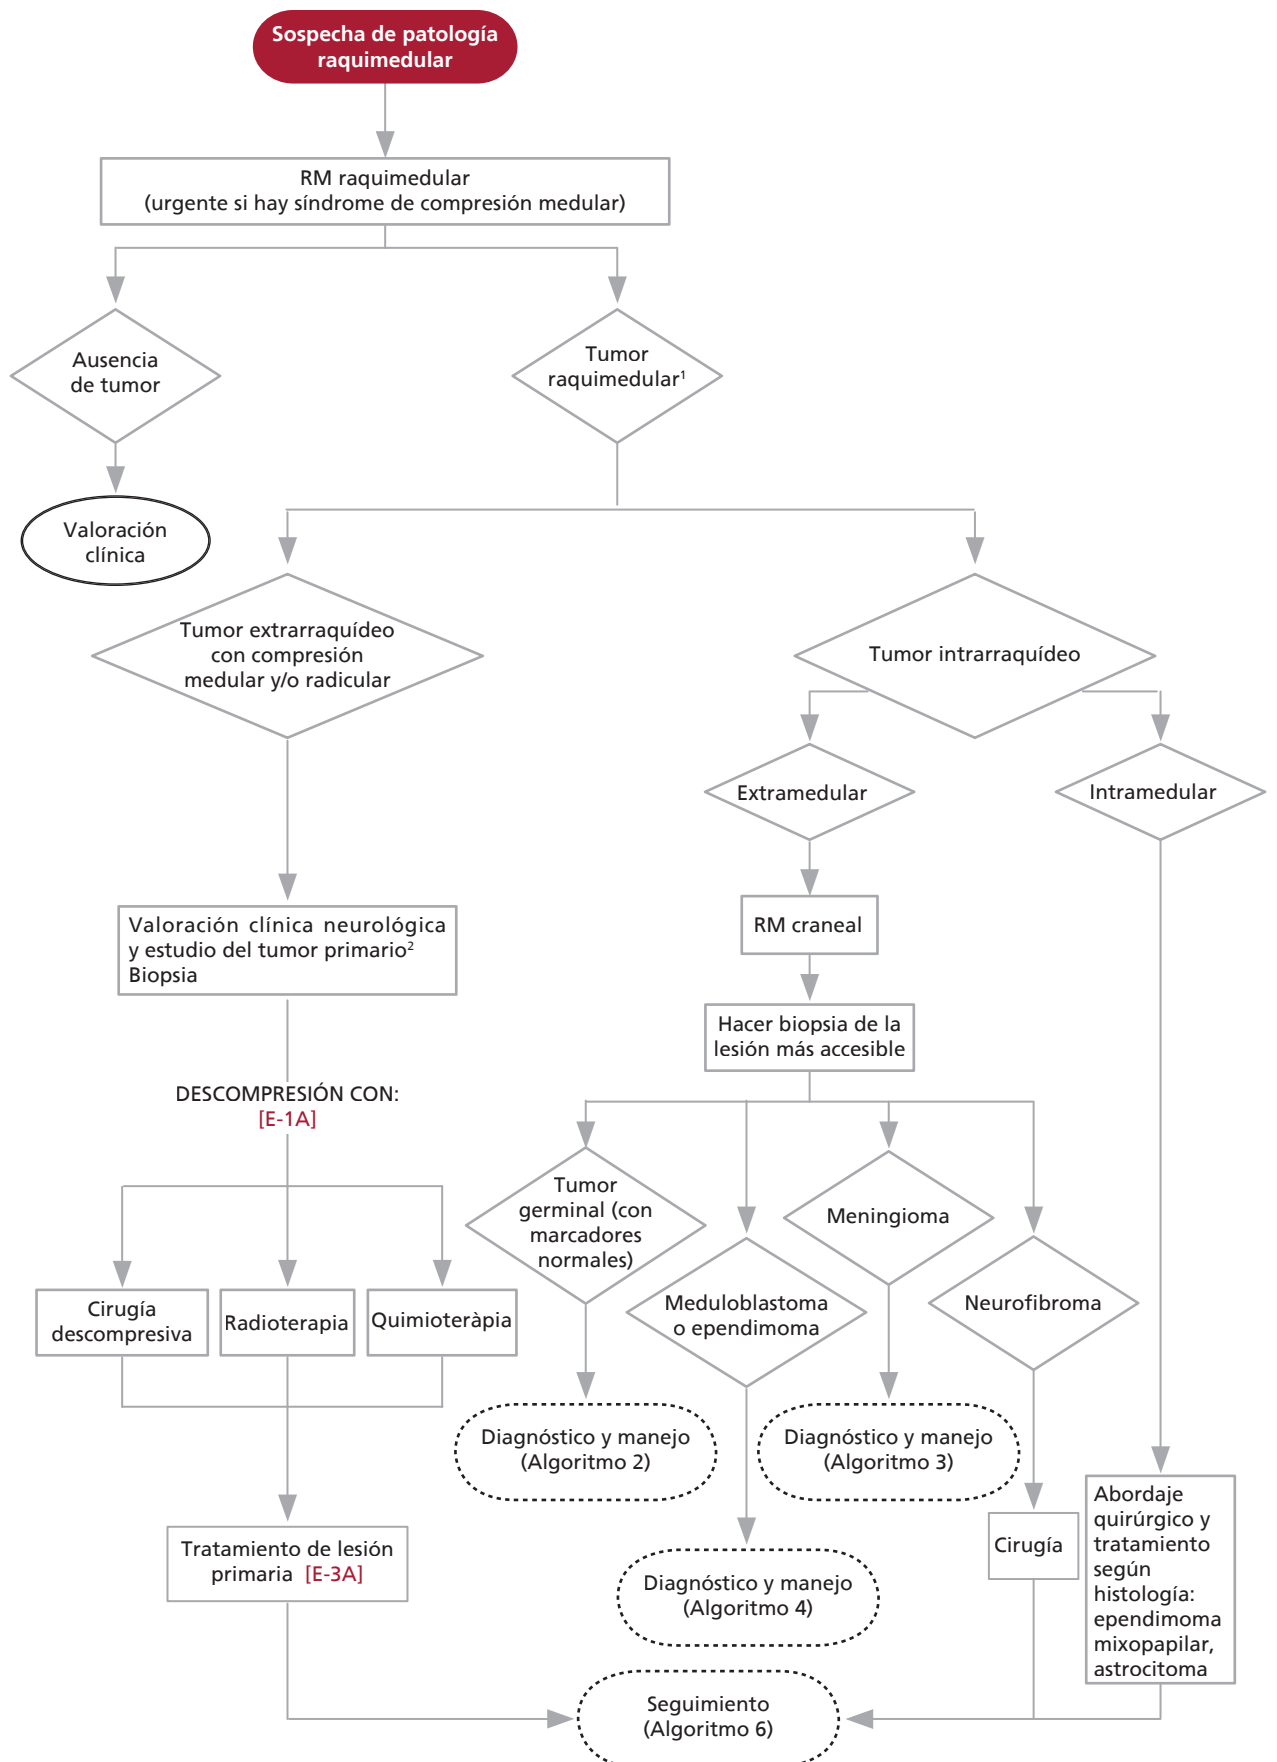 Sospecha de patología
raquimedular
RM raquimedular
(urgente si hay síndrome de compresión medular)
Ausencia
de tumor
Tumor
raquimedular¹
Valoración
clínica
Tumor extrarraquídeo
con compresión
medular y/o radicular
Tumor intrarraquídeo
Extramedular
Intramedular
Valoración clínica neurológica
y estudio del tumor primario²
Biopsia
RM craneal
Hacer biopsia de la
lesión más accesible
DESCOMPRESIÓN CON:
[E-1A]
Tumor
germinal (con
marcadores
normales)
Meningioma
Meduloblastoma
o ependimoma
Neurofibroma
Cirugía
descompresiva
Radioterapia
Quimioteràpia
Diagnóstico y manejo
(Algoritmo 2)
Diagnóstico y manejo
(Algoritmo 3)
Abordaje
quirúrgico y
tratamiento
según
histología:
ependimoma
mixopapilar,
astrocitoma
Cirugía
Tratamiento de lesión
primaria [E-3A]
Diagnóstico y manejo
(Algoritmo 4)
Seguimiento
(Algoritmo 6)